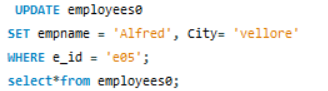 UPDATE employees0
SET empname = 'Alfred', City= 'vellore'
WHERE e_id = 'e05';
select*from employees0;